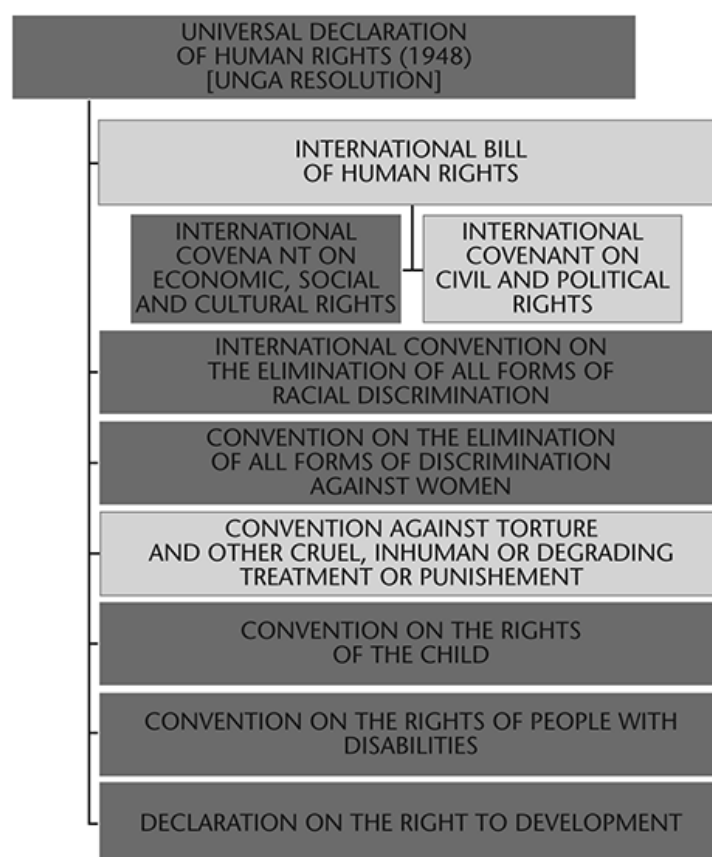 UNIVERSAL DECLARATION
OF HUMAN RIGHTS (1948)
[UNGA RESOLUTION]
INTERNATIONAL BILL
OF HUMAN RIGHTS
INTERNATIONAL
COVENA NT ON
ECONOMIC, SOCIAL
AND CULTURAL RIGHTS
INTERNATIONAL
COVENANT ON
CIVIL AND POLITICAL
RIGHTS
INTERNATIONAL CONVENTION ON
THE ELIMINATION OF ALL FORMS OF
RACIAL DISCRIMINATION
CONVENTION ON THE ELIMINATION
OF ALL FORMS OF DISCRIMINATION
AGAINST WOMEN
CONVENTION AGAINST TORTURE
AND OTHER CRUEL, INHUMAN OR DEGRADING
TREATMENT OR PUNISHEMENT
CONVENTION ON THE RIGHTS
OF THE CHILD
CONVENTION ON THE RIGHTS OF PEOPLE WITH
DISABILITIES
DECLARATION ON THE RIGHT TO DEVELOPMENT